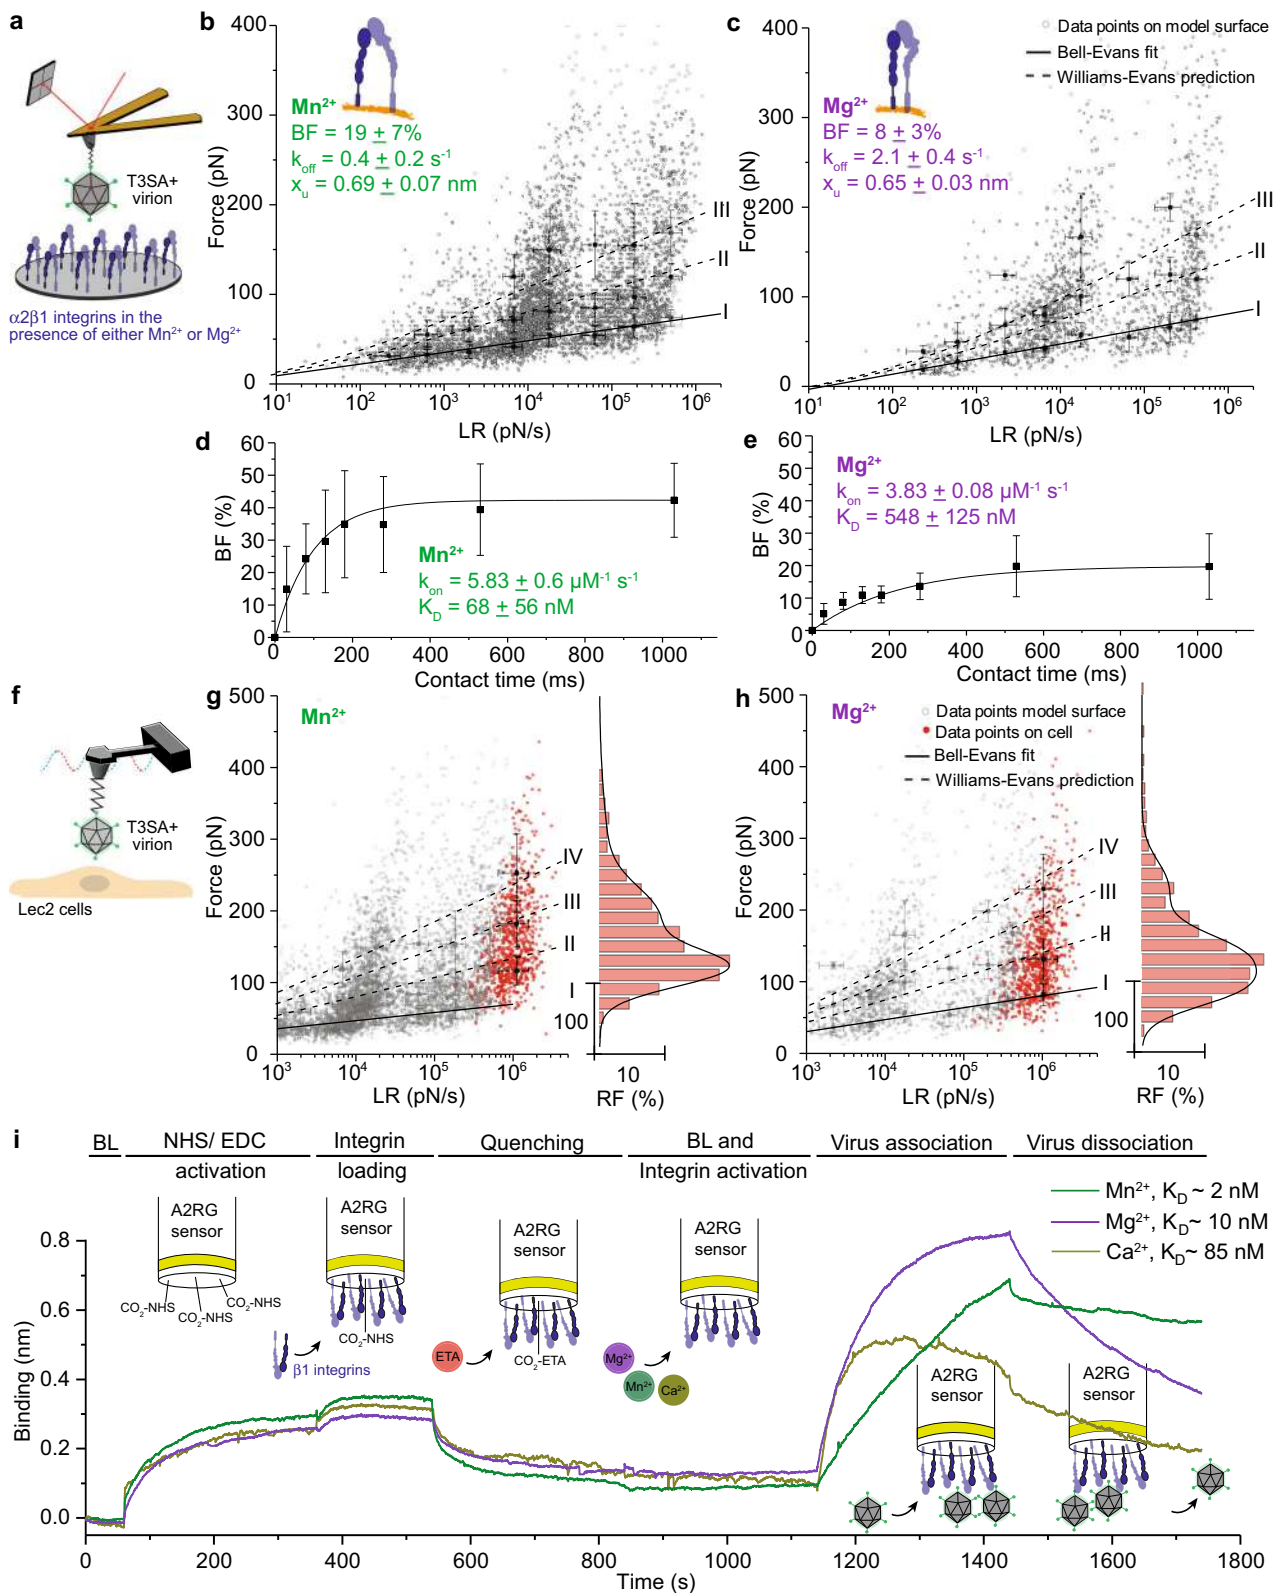 a
T3SA+
virion
α2β1 integrins in the
presence of either Mn²⁺ or Mg²⁺
b
400
300
200
100
0
Force (pN)
Mn²⁺
BF = 19 ± 7%
k_off = 0.4 ± 0.2 s⁻¹
x_u = 0.69 ± 0.07 nm
III
II
I
10¹ 10² 10³ 10⁴ 10⁵ 10⁶
LR (pN/s)
c
400
300
200
100
0
Force (pN)
Mg²⁺
BF = 8 ± 3%
k_off = 2.1 ± 0.4 s⁻¹
x_u = 0.65 ± 0.03 nm
Data points on model surface
Bell-Evans fit
Williams-Evans prediction
III
II
I
10¹ 10² 10³ 10⁴ 10⁵ 10⁶
LR (pN/s)
d
60
50
40
30
20
10
0
BF (%)
Mn²⁺
k_on = 5.83 ± 0.6 µM⁻¹ s⁻¹
K_D = 68 ± 56 nM
0 200 400 600 800 1000
Contact time (ms)
e
60
50
40
30
20
10
0
BF (%)
Mg²⁺
k_on = 3.83 ± 0.08 µM⁻¹ s⁻¹
K_D = 548 ± 125 nM
0 200 400 600 800 1000
Contact time (ms)
f
T3SA+
virion
Lec2 cells
g
500
400
300
200
100
0
Force (pN)
Mn²⁺
IV
III
II
I
10³ 10⁴ 10⁵ 10⁶
LR (pN/s)
100
10
RF (%)
h
500
400
300
200
100
0
Force (pN)
Mg²⁺
Data points model surface
Data points on cell
Bell-Evans fit
Williams-Evans prediction
IV
III
II
I
10³ 10⁴ 10⁵ 10⁶
LR (pN/s)
100
10
RF (%)
i
BL
NHS/ EDC
activation
Integrin
loading
Quenching
BL and
Integrin activation
Virus association
Virus dissociation
Mn²⁺, K_D ~ 2 nM
Mg²⁺, K_D ~ 10 nM
Ca²⁺, K_D ~ 85 nM
A2RG
sensor
CO₂-NHS
CO₂-NHS
CO₂-NHS
A2RG
sensor
CO₂-NHS
β1 integrins
A2RG
sensor
ETA
CO₂-ETA
A2RG
sensor
Mg²⁺
Mn²⁺
Ca²⁺
A2RG
sensor
A2RG
sensor
0.8
0.6
0.4
0.2
0.0
Binding (nm)
0 200 400 600 800 1000 1200 1400 1600 1800
Time (s)